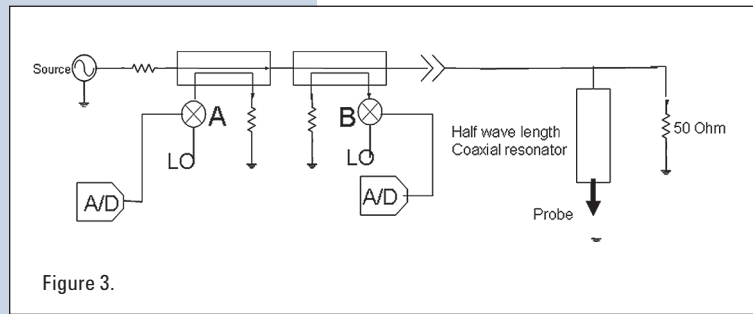 Source
A
B
LO
LO
A/D
A/D
Half wave length
Coaxial resonator
50 Ohm
Probe
Figure 3.